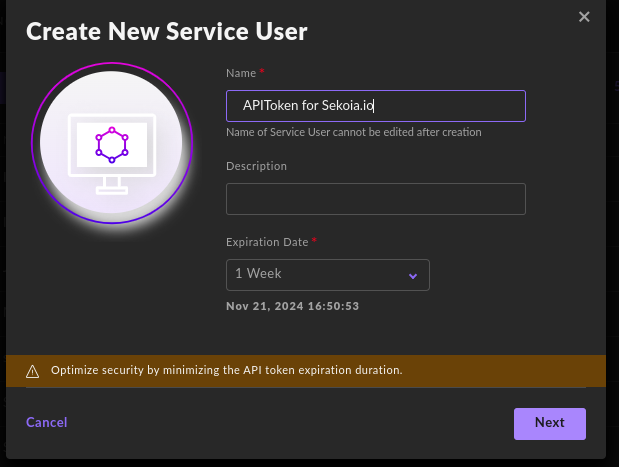 Create New Service User
Name *
APIToken for Sekoia.io
Name of Service User cannot be edited after creation
Description
Expiration Date *
1 Week
Nov 21, 2024 16:50:53
Optimize security by minimizing the API token expiration duration.
Cancel
Next